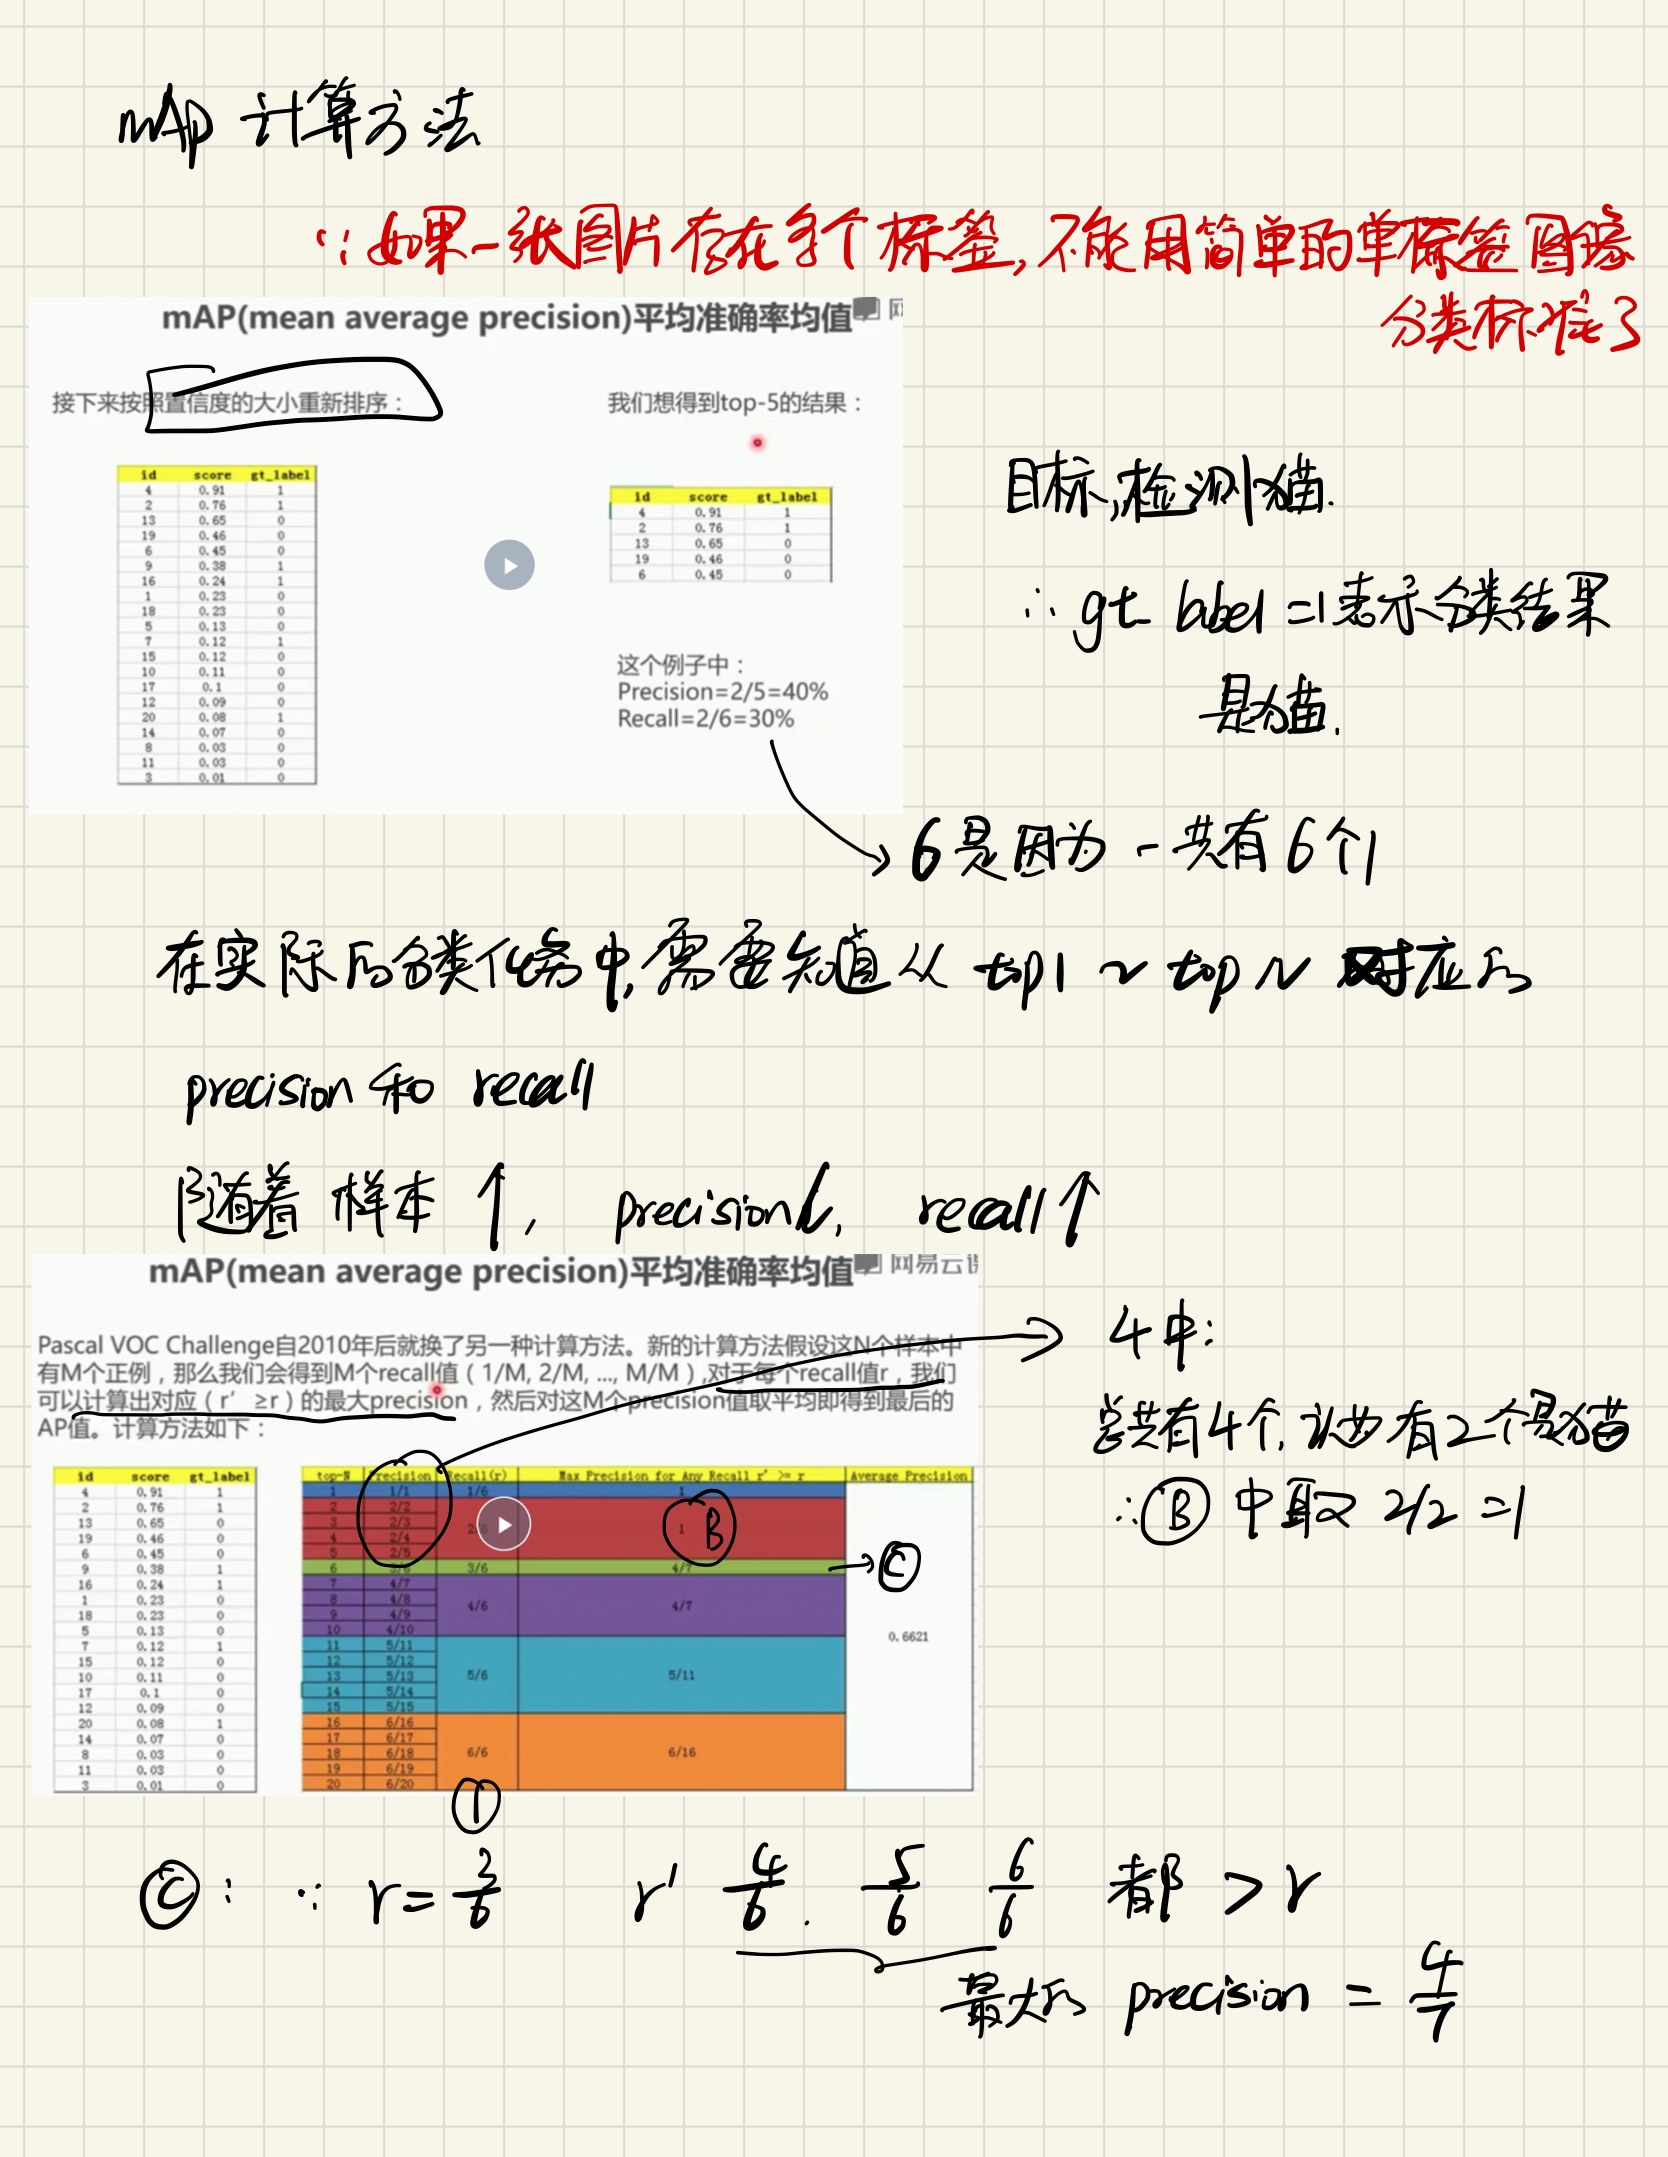 mAp 计算方法
∵如果一张图片存在多个标签,不能用简单的单标签图像
分类标准了
mAP(mean average precision)平均准确率均值
接下来按照置信度的大小重新排序：
我们想得到top-5的结果：
id score gt_label
4 0.91 1
2 0.76 1
13 0.65 0
19 0.46 0
6 0.45 0
9 0.38 1
16 0.24 1
1 0.23 0
18 0.23 0
5 0.13 0
7 0.12 1
15 0.12 0
10 0.11 0
17 0.1 0
12 0.09 0
20 0.08 1
14 0.07 0
8 0.03 0
11 0.03 0
3 0.01 0
id score gt_label
4 0.91 1
2 0.76 1
13 0.65 0
19 0.46 0
6 0.45 0
这个例子中：
Precision=2/5=40%
Recall=2/6=30%
目标,检测猫.
∴ gt label =1表示分类结果
是猫.
6是因为一共有6个1
在实际的分类任务中,需要知道从 top1 ~ top N 对应的
precision 和 recall
随着 样本↑, precision↓, recall↑
mAP(mean average precision)平均准确率均值
网易云
Pascal VOC Challenge自2010年后就换了另一种计算方法。新的计算方法假设这N个样本中
有M个正例，那么我们会得到M个recall值（1/M, 2/M, ..., M/M）,对于每个recall值r，我们
可以计算出对应（r' ≥r）的最大precision，然后对这M个precision值取平均即得到最后的
AP值。计算方法如下：
id score gt_label
4 0.91 1
2 0.76 1
13 0.65 0
19 0.46 0
6 0.45 0
9 0.38 1
16 0.24 1
1 0.23 0
18 0.23 0
5 0.13 0
7 0.12 1
15 0.12 0
10 0.11 0
17 0.1 0
12 0.09 0
20 0.08 1
14 0.07 0
8 0.03 0
11 0.03 0
3 0.01 0
top-N Precision Recall(r) Max Precision for Any Recall r' >= r Average Precision
1 1/1 1/6 1
2 2/2
3 2/3
4 2/4 1 B
5 2/5
6 3/6 3/6 4/7 C
7 4/7
8 4/8 4/6 4/7
9 4/9
10 4/10
0.6621
11 5/11
12 5/12
13 5/13 5/6 5/11
14 5/14
15 5/15
16 6/16
17 6/17
18 6/18 6/6 6/16
19 6/19
20 6/20
①
4中:
总共有4个,认为有2个是猫
∴Ⓑ 中取 2/2 =1
Ⓒ: ∵ r=3/6 r' 4/6. 5/6 6/6 都 > r
最大的 precision = 4/7